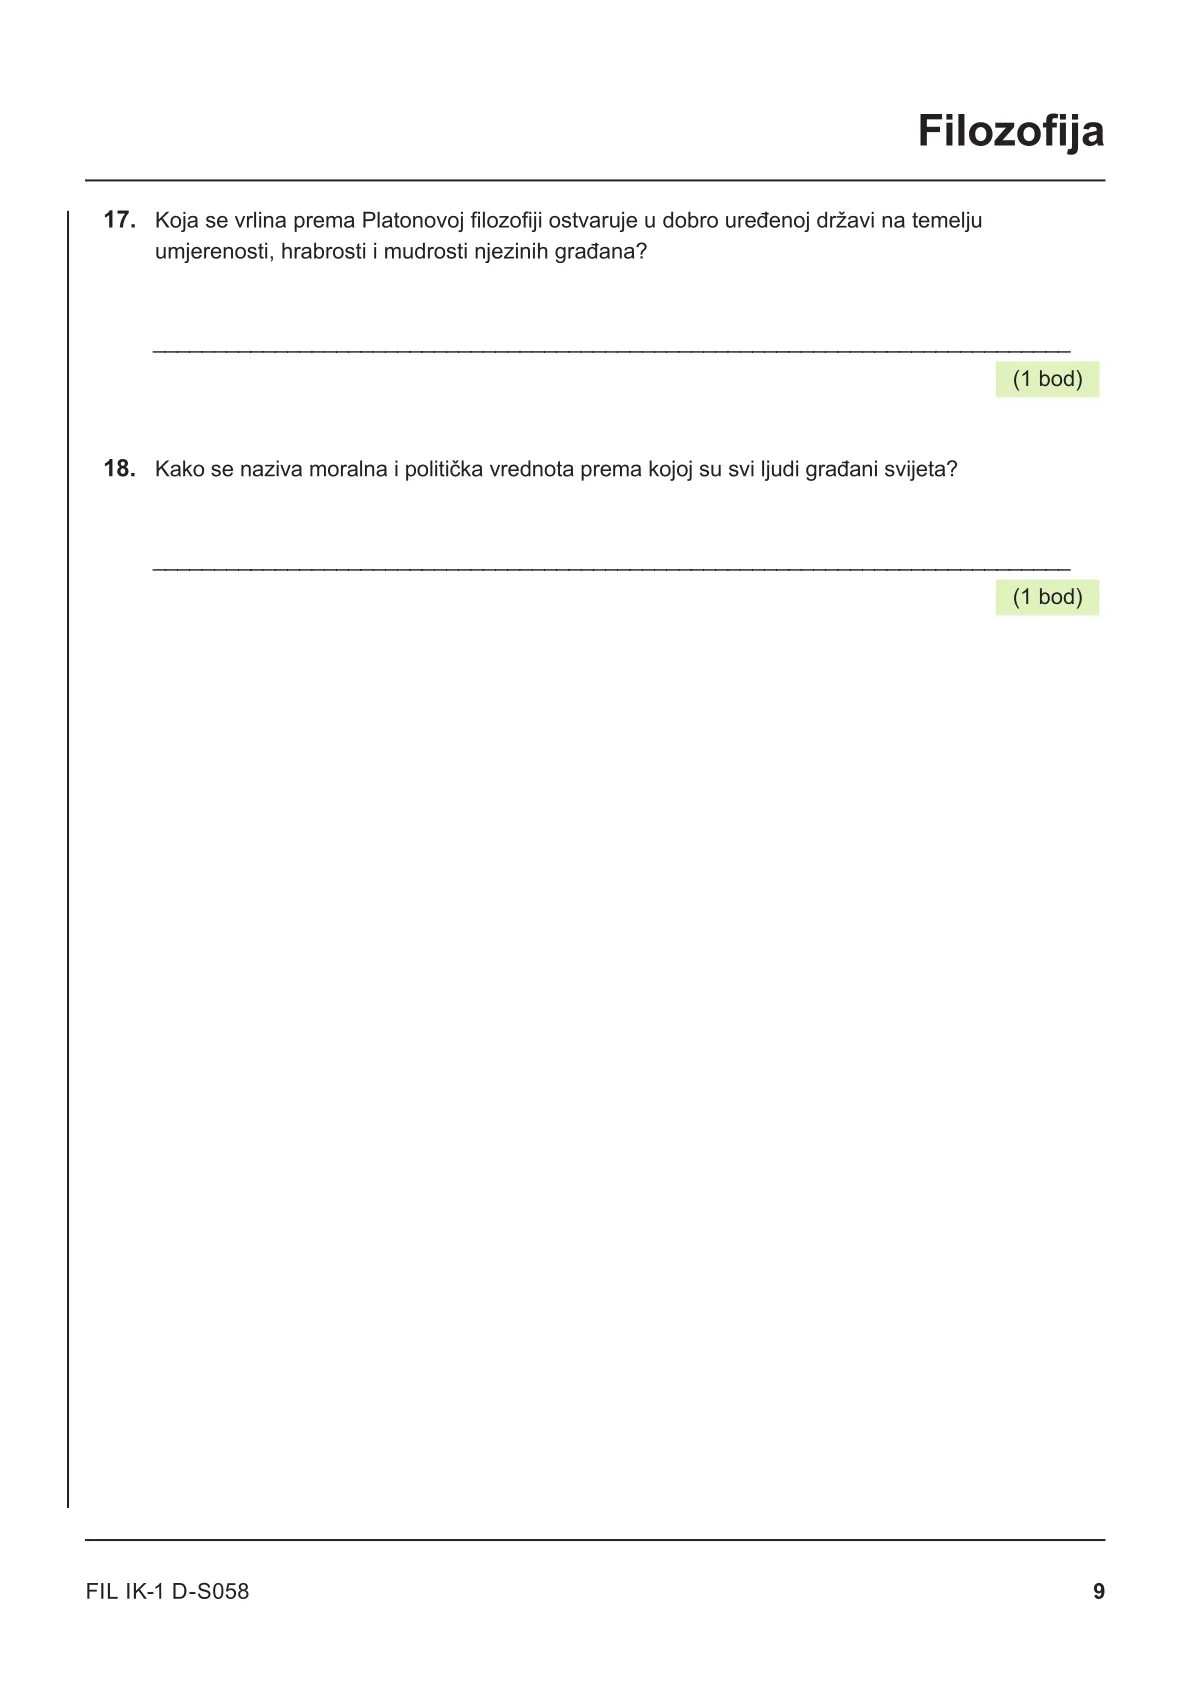 Filozofija
17. Koja se vrlina prema Platonovoj filozofiji ostvaruje u dobro uređenoj državi na temelju
umjerenosti, hrabrosti i mudrosti njezinih građana?
(1 bod)
18. Kako se naziva moralna i politička vrednota prema kojoj su svi ljudi građani svijeta?
(1 bod)
FIL IK-1 D-S058
9